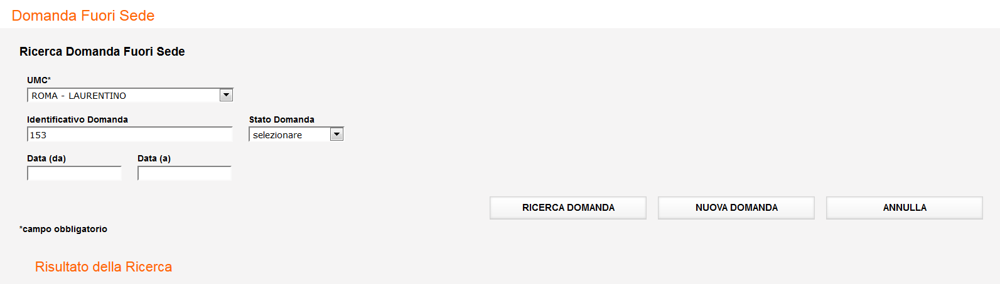 Domanda Fuori Sede
Ricerca Domanda Fuori Sede
UMC*
ROMA - LAURENTINO
Identificativo Domanda Stato Domanda
153 selezionare
Data (da) Data (a)
RICERCA DOMANDA NUOVA DOMANDA ANNULLA
*campo obbligatorio
Risultato della Ricerca